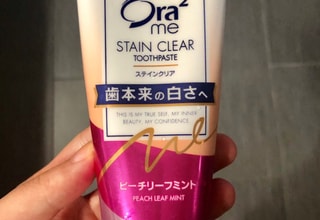 Ora²
me
STAIN CLEAR
TOOTHPASTE
ステインクリア
歯本来の白さへ
THIS IS MY TRUE SELF, MY INNER
BEAUTY, MY CONFIDENCE
me
ピーチリーフミント
PEACH LEAF MINT